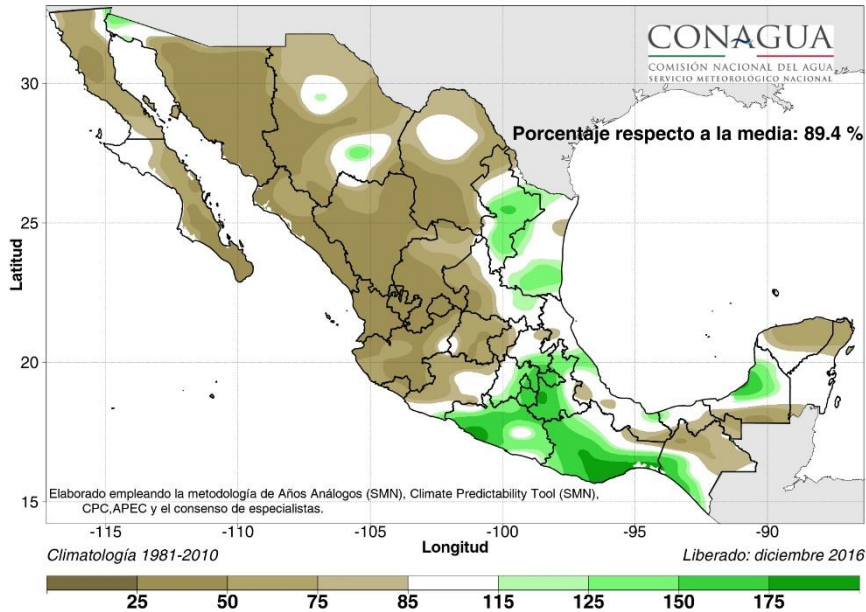 CONAGUA
COMISIÓN NACIONAL DEL AGUA
SERVICIO METEOROLÓGICO NACIONAL
Porcentaje respecto a la media: 89.4 %
30
25
20
15
Latitud
Elaborado empleando la metodología de Años Análogos (SMN), Climate Predictability Tool (SMN),
CPC,APEC y el consenso de especialistas.
-115 -110 -105 -100 -95 -90
Climatología 1981-2010 Longitud Liberado: diciembre 2016
25 50 75 85 115 125 150 175